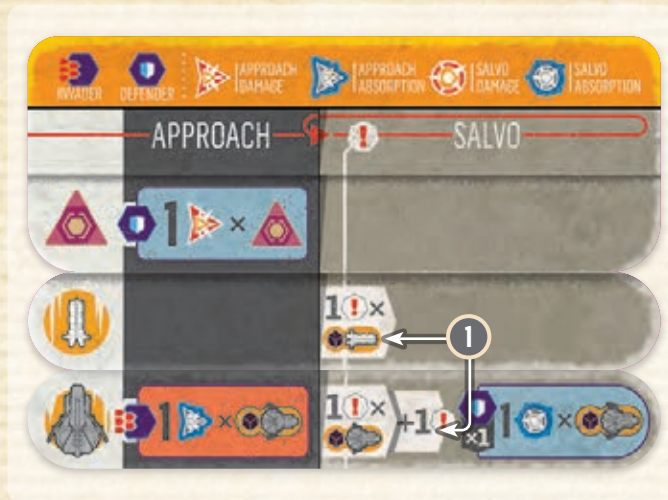 INVADER
DEFENDER
APPROACH
DAMAGE
APPROACH
ABSORPTION
SALVO
DAMAGE
SALVO
ABSORPTION
APPROACH
! SALVO
1 ×
1 ! ×
1
1 ×
1 ! ×
+1 !
×1
1 ×